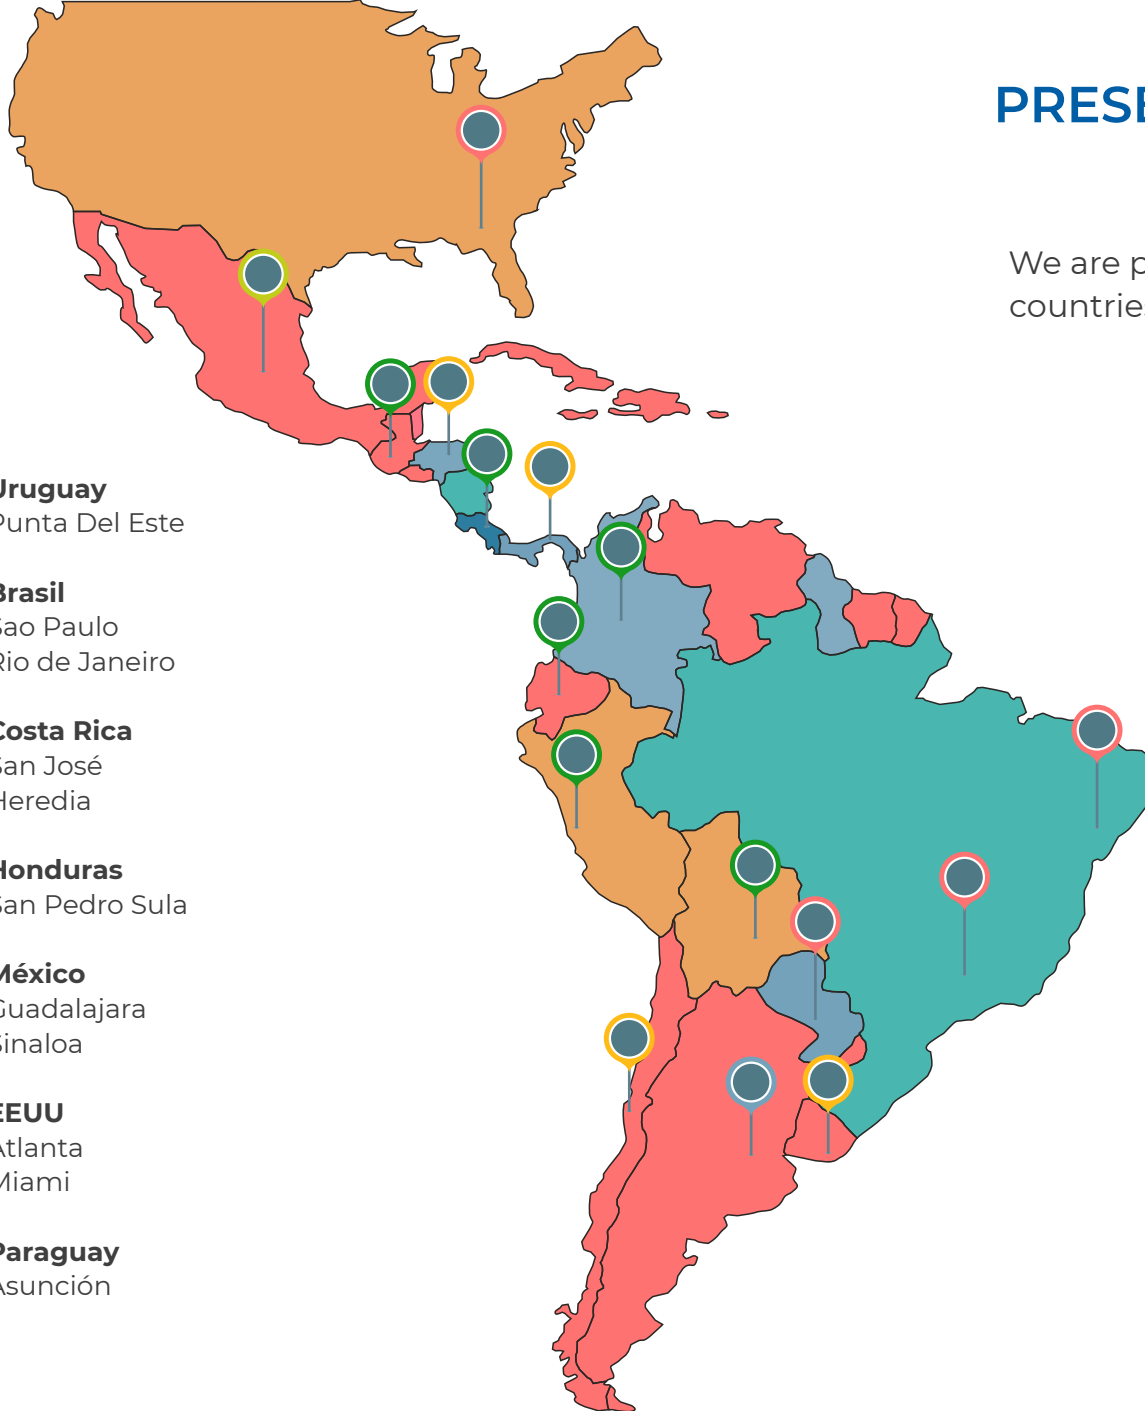 PRESE
We are p
countries
Uruguay
Punta Del Este
Brasil
Sao Paulo
Rio de Janeiro
Costa Rica
San José
Heredia
Honduras
San Pedro Sula
México
Guadalajara
Sinaloa
EEUU
Atlanta
Miami
Paraguay
Asunción